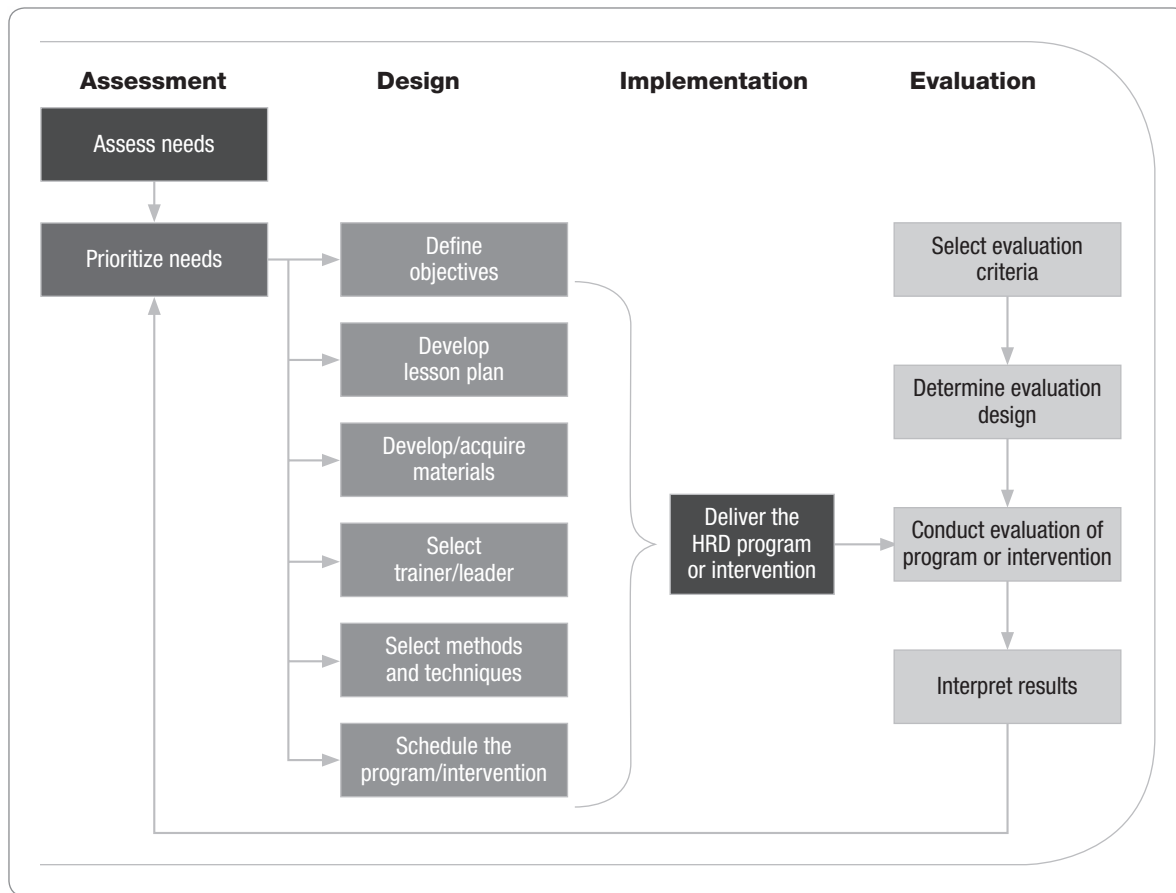 Assessment
Design
Implementation
Evaluation
Assess needs
Prioritize needs
Define
objectives
Develop
lesson plan
Develop/acquire
materials
Select
trainer/leader
Select methods
and techniques
Schedule the
program/intervention
Deliver the
HRD program
or intervention
Select evaluation
criteria
Determine evaluation
design
Conduct evaluation of
program or intervention
Interpret results